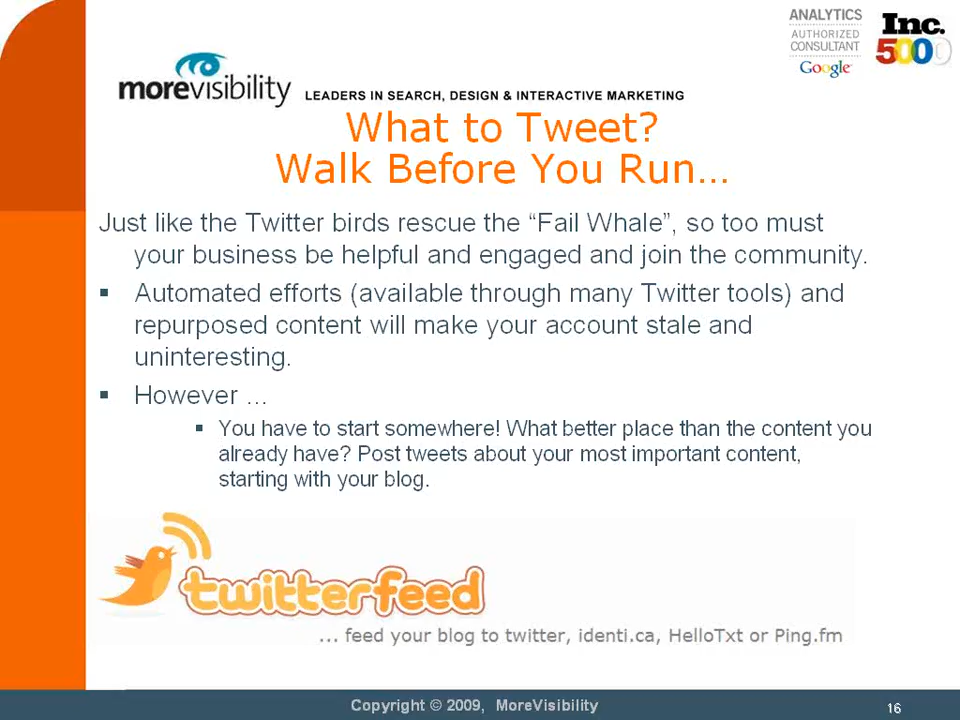 ANALYTICS
AUTHORIZED
CONSULTANT
Google
Inc.
5000
morevisibility LEADERS IN SEARCH, DESIGN & INTERACTIVE MARKETING
What to Tweet?
Walk Before You Run...
Just like the Twitter birds rescue the “Fail Whale”, so too must
your business be helpful and engaged and join the community.
▪ Automated efforts (available through many Twitter tools) and
repurposed content will make your account stale and
uninteresting.
▪ However ...
▪ You have to start somewhere! What better place than the content you
already have? Post tweets about your most important content,
starting with your blog.
twitterfeed
... feed your blog to twitter, identi.ca, HelloTxt or Ping.fm
Copyright © 2009, MoreVisibility
16